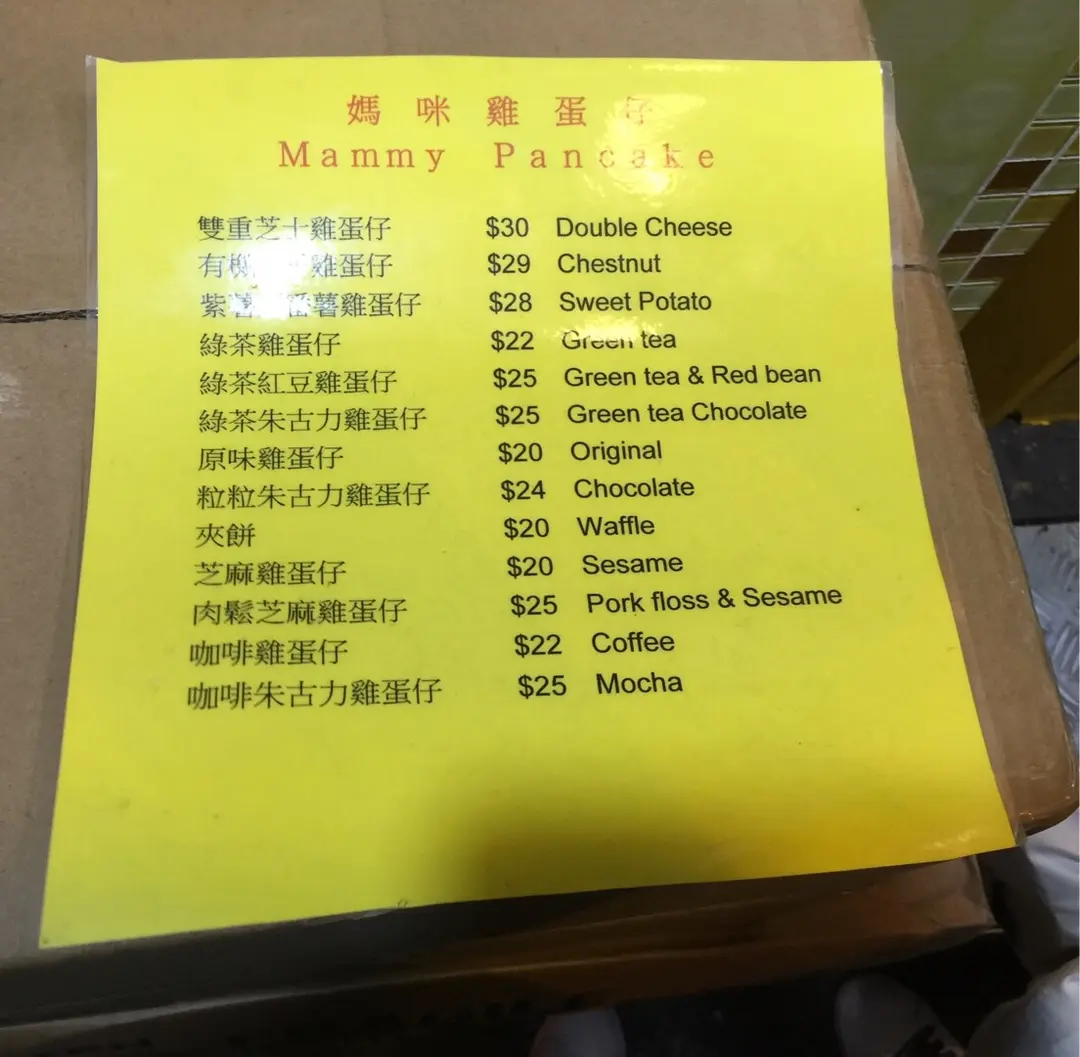 媽咪雞蛋仔
Mammy Pancake
雙重芝士雞蛋仔 $30 Double Cheese
有 雞蛋仔 $29 Chestnut
紫薯 番薯雞蛋仔 $28 Sweet Potato
綠茶雞蛋仔 $22 Green tea
綠茶紅豆雞蛋仔 $25 Green tea & Red bean
綠茶朱古力雞蛋仔 $25 Green tea Chocolate
原味雞蛋仔 $20 Original
粒粒朱古力雞蛋仔 $24 Chocolate
夾餅 $20 Waffle
芝麻雞蛋仔 $20 Sesame
肉鬆芝麻雞蛋仔 $25 Pork floss & Sesame
咖啡雞蛋仔 $22 Coffee
咖啡朱古力雞蛋仔 $25 Mocha